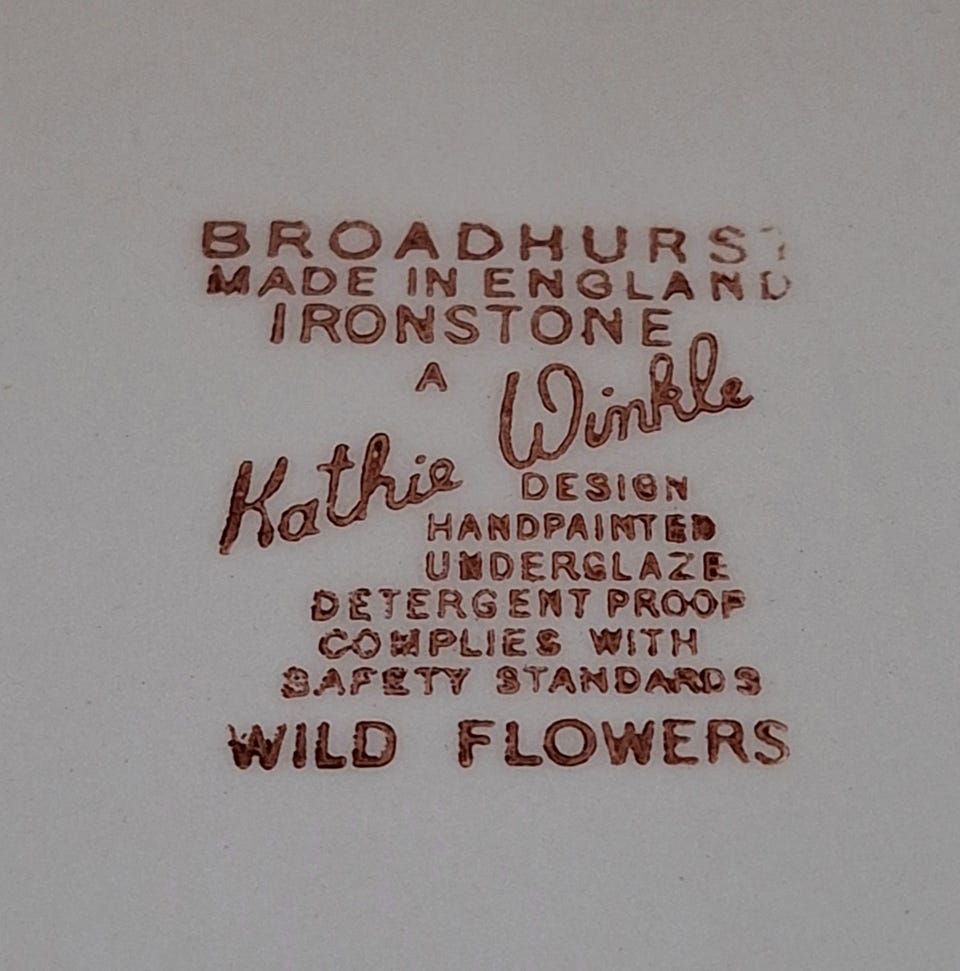 BROADHURST
MADE IN ENGLAND
IRONSTONE
A
Kathie Winkle
DESIGN
HANDPAINTED
UNDERGLAZE
DETERGENT PROOF
COMPLIES WITH
SAFETY STANDARDS
WILD FLOWERS